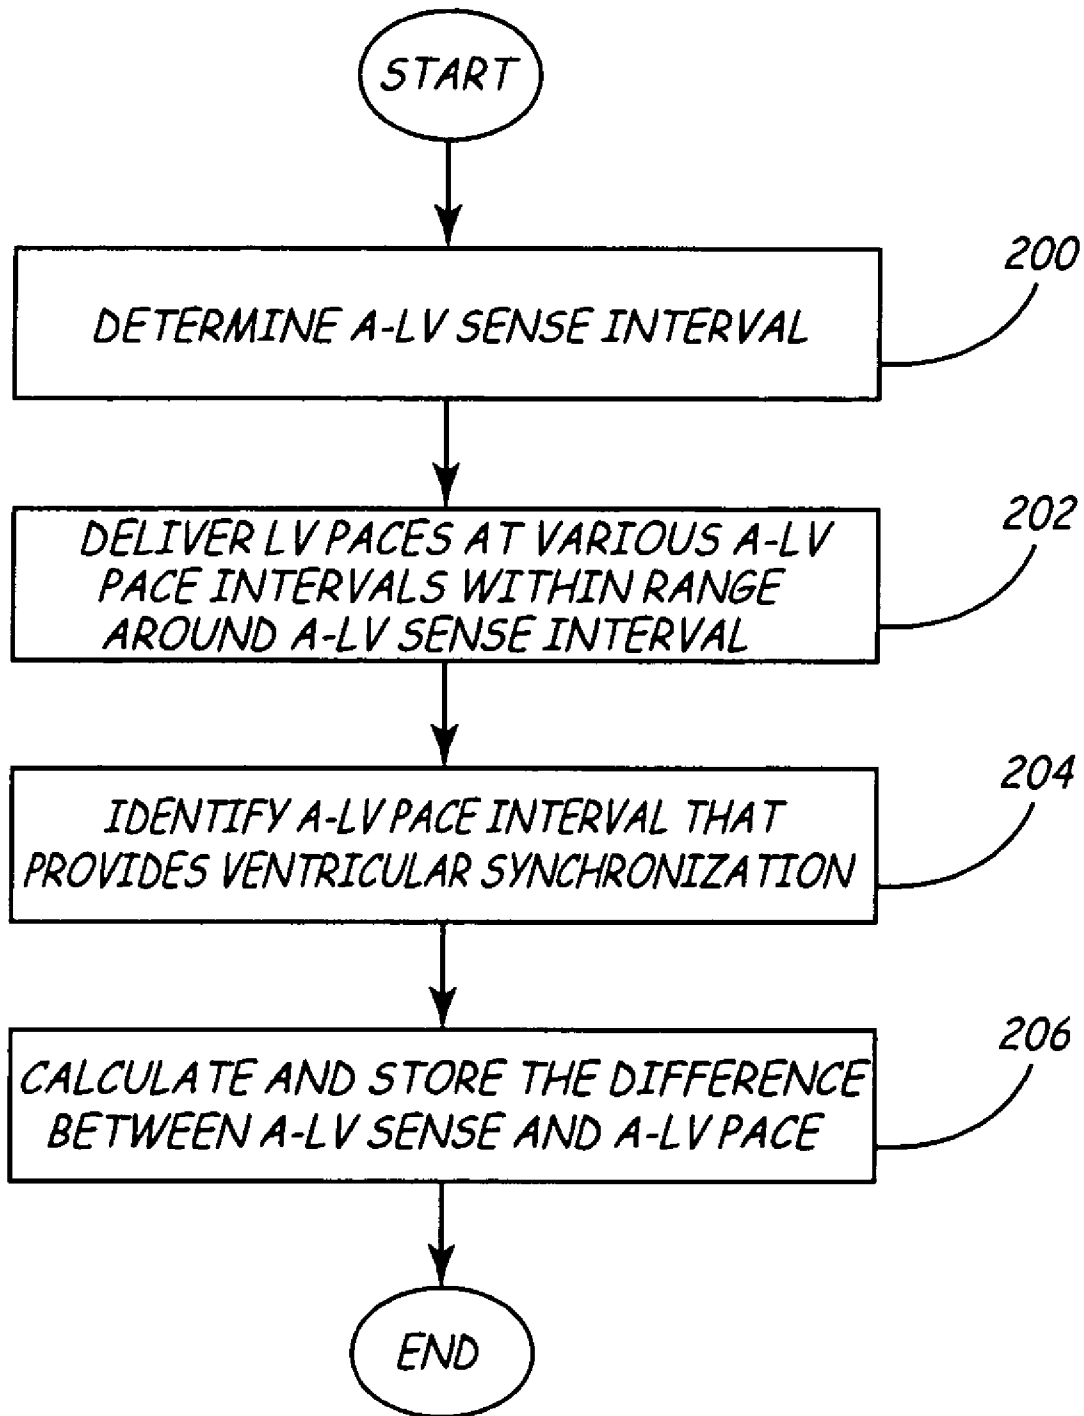 START
200
DETERMINE A-LV SENSE INTERVAL
202
DELIVER LV PACES AT VARIOUS A-LV
PACE INTERVALS WITHIN RANGE
AROUND A-LV SENSE INTERVAL
204
IDENTIFY A-LV PACE INTERVAL THAT
PROVIDES VENTRICULAR SYNCHRONIZATION
206
CALCULATE AND STORE THE DIFFERENCE
BETWEEN A-LV SENSE AND A-LV PACE
END